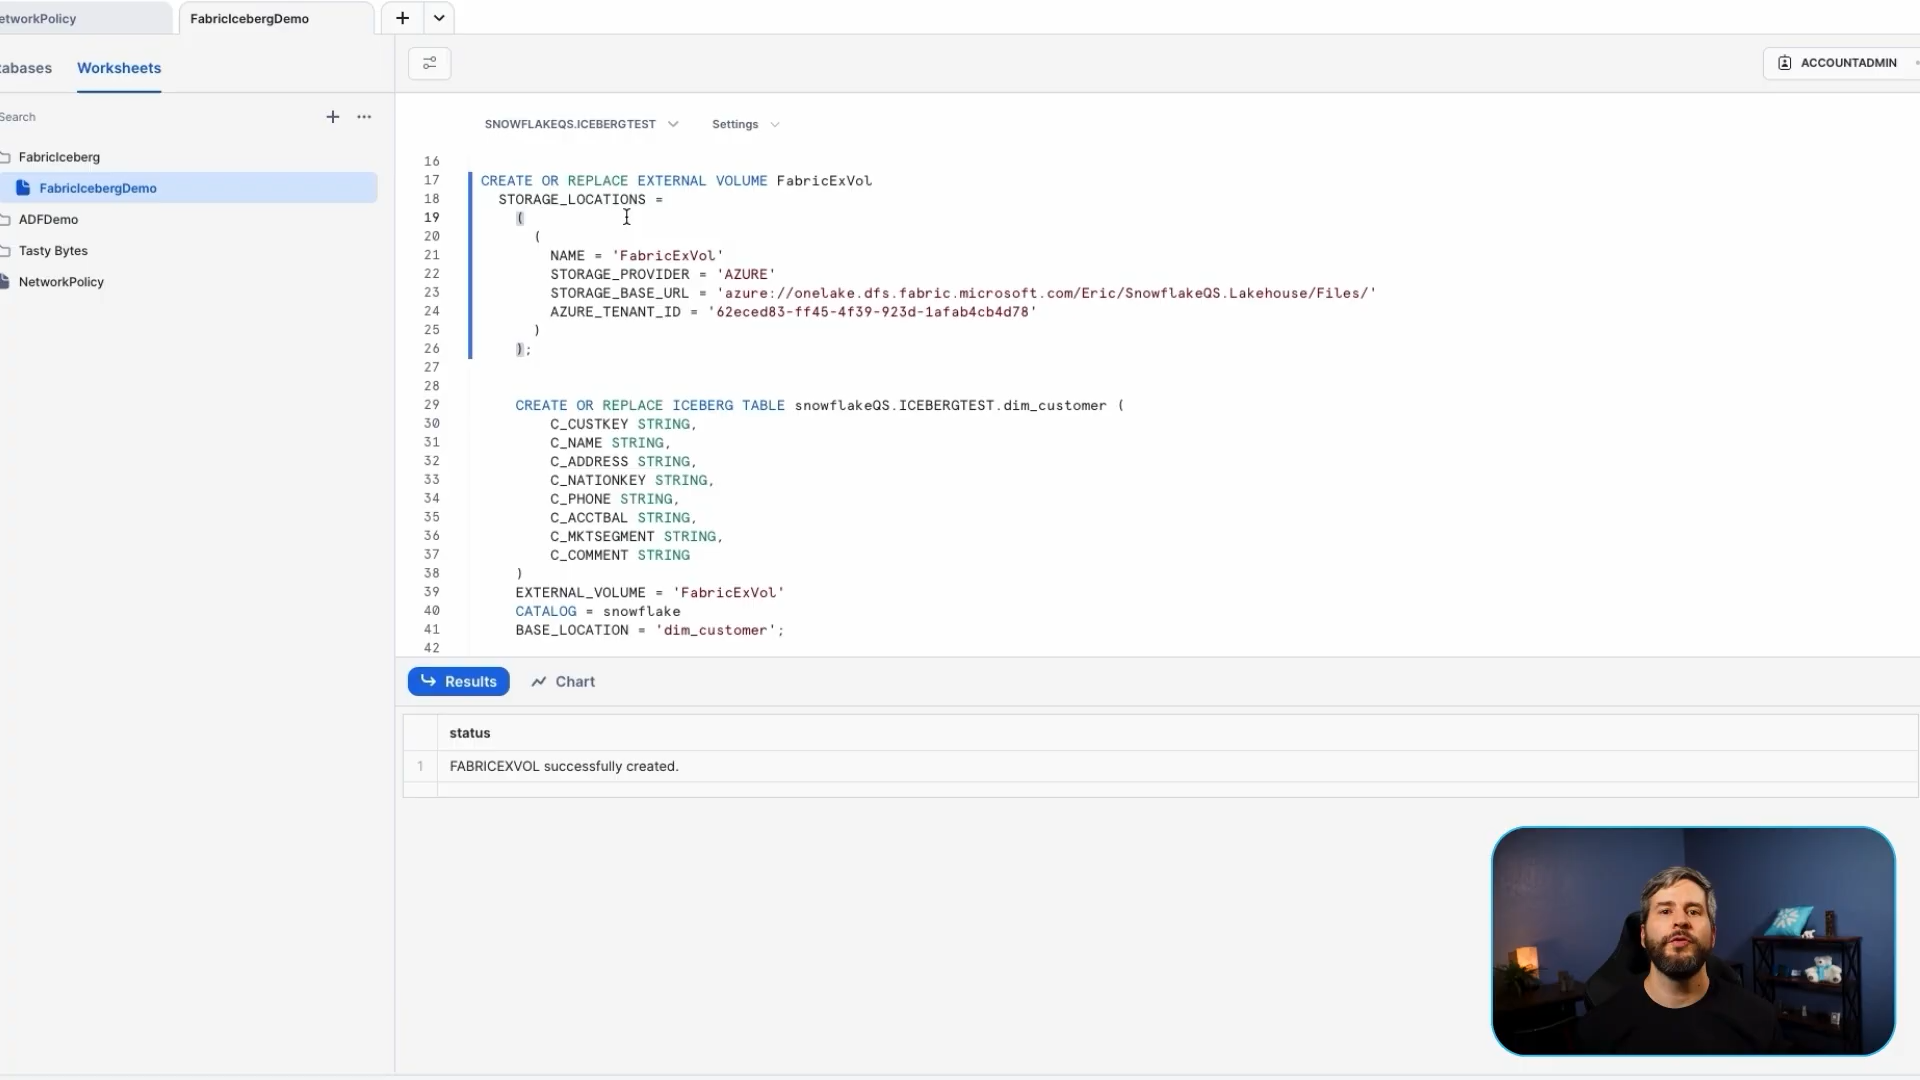 etworkPolicy
FabricIcebergDemo
tabases
Worksheets
ACCOUNTADMIN
Search
FabricIceberg
FabricIcebergDemo
ADFDemo
Tasty Bytes
NetworkPolicy
SNOWFLAKEQS.ICEBERGTEST
Settings
16
17 CREATE OR REPLACE EXTERNAL VOLUME FabricExVol
18 STORAGE_LOCATIONS =
19 (
20 (
21 NAME = 'FabricExVol'
22 STORAGE_PROVIDER = 'AZURE'
23 STORAGE_BASE_URL = 'azure://onelake.dfs.fabric.microsoft.com/Eric/SnowflakeQS.Lakehouse/Files/'
24 AZURE_TENANT_ID = '62eced83-ff45-4f39-923d-1afab4cb4d78'
25 )
26 );
27
28
29 CREATE OR REPLACE ICEBERG TABLE snowflakeQS.ICEBERGTEST.dim_customer (
30 C_CUSTKEY STRING,
31 C_NAME STRING,
32 C_ADDRESS STRING,
33 C_NATIONKEY STRING,
34 C_PHONE STRING,
35 C_ACCTBAL STRING,
36 C_MKTSEGMENT STRING,
37 C_COMMENT STRING
38 )
39 EXTERNAL_VOLUME = 'FabricExVol'
40 CATALOG = snowflake
41 BASE_LOCATION = 'dim_customer';
42
Results
Chart
status
1 FABRICEXVOL successfully created.